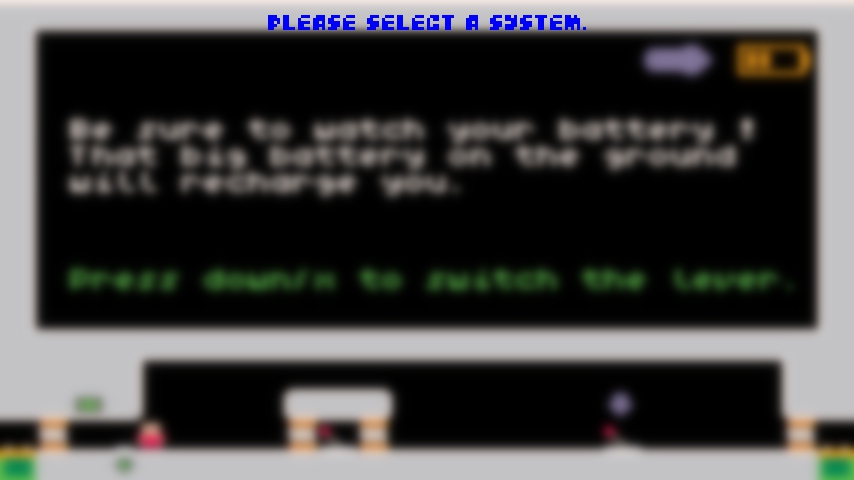 PLEASE SELECT A SYSTEM.
Be sure to watch your battery !
That big battery on the ground
will recharge you.
Press down/x to switch the lever.